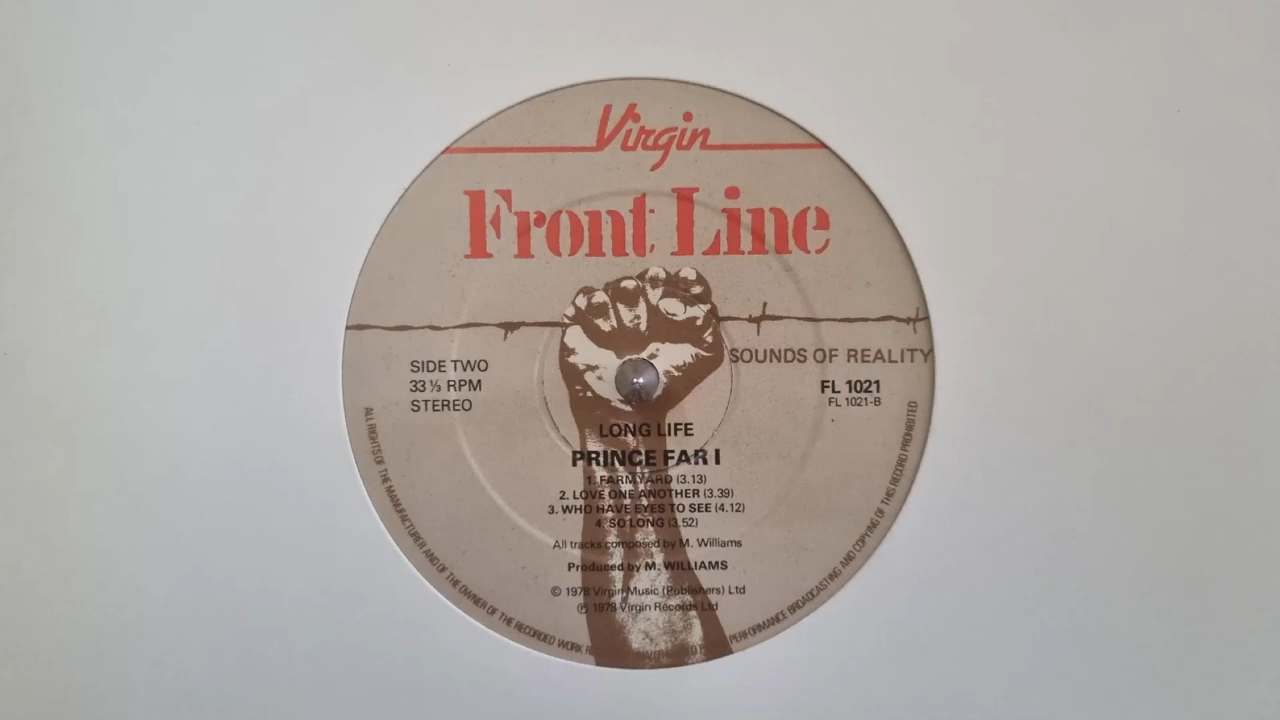 Virgin
Front Line
SOUNDS OF REALITY
SIDE TWO
33 ⅓ RPM
STEREO
FL 1021
FL 1021-B
LONG LIFE
PRINCE FAR I
1. FARMYARD (3.13)
2. LOVE ONE ANOTHER (3.39)
3. WHO HAVE EYES TO SEE (4.12)
4. SO LONG (3.52)
All tracks composed by M. Williams
Produced by M. WILLIAMS
© 1978 Virgin Music (Publishers) Ltd
℗ 1978 Virgin Records Ltd
ALL RIGHTS OF THE MANUFACTURER AND OF THE OWNER OF THE RECORDED WORK PERFORMANCE BROADCASTING AND COPYING OF THIS RECORD PROHIBITED